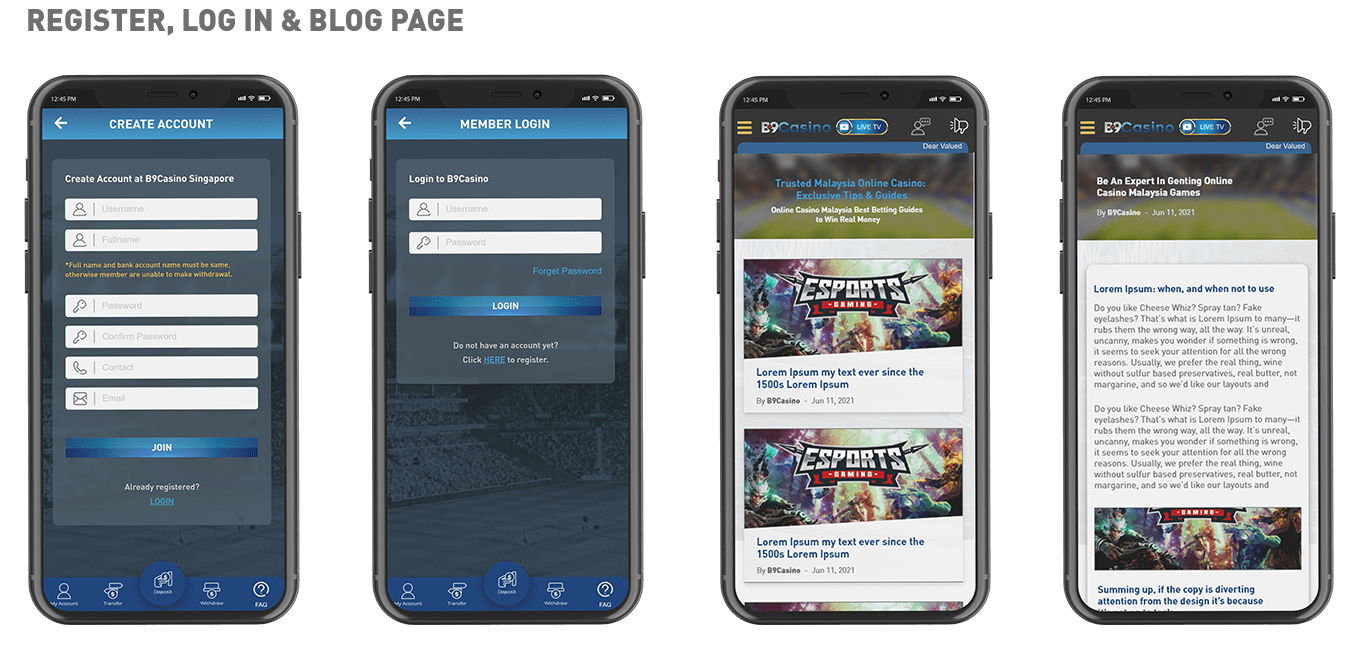 REGISTER, LOG IN & BLOG PAGE
12:45 PM
CREATE ACCOUNT
Create Account at B9Casino Singapore
Username
Fullname
*Full name and bank account name must be same,
otherwise member are unable to make withdrawal.
Password
Confirm Password
Contact
Email
JOIN
Already registered?
LOGIN
My Account
Transfer
Deposit
Withdraw
FAQ
12:45 PM
MEMBER LOGIN
Login to B9Casino
Username
Password
Forget Password
LOGIN
Do not have an account yet?
Click HERE to register.
My Account
Transfer
Deposit
Withdraw
FAQ
12:45 PM
B9Casino
LIVE TV
Dear Valued
Trusted Malaysia Online Casino:
Exclusive Tips & Guides
Online Casino Malaysia Best Betting Guides
to Win Real Money
ESPORTS
GAMING
Lorem Ipsum my text ever since the
1500s Lorem Ipsum
By B9Casino - Jun 11, 2021
ESPORTS
GAMING
Lorem Ipsum my text ever since the
1500s Lorem Ipsum
By B9Casino - Jun 11, 2021
12:45 PM
B9Casino
LIVE TV
Dear Valued
Be An Expert In Genting Online
Casino Malaysia Games
By B9Casino - Jun 11, 2021
Lorem Ipsum: when, and when not to use
Do you like Cheese Whiz? Spray tan? Fake
eyelashes? That's what is Lorem Ipsum to many—it
rubs them the wrong way, all the way. It's unreal,
uncanny, makes you wonder if something is wrong,
it seems to seek your attention for all the wrong
reasons. Usually, we prefer the real thing, wine
without sulfur based preservatives, real butter, not
margarine, and so we'd like our layouts and
Do you like Cheese Whiz? Spray tan? Fake
eyelashes? That's what is Lorem Ipsum to many—it
rubs them the wrong way, all the way. It's unreal,
uncanny, makes you wonder if something is wrong,
it seems to seek your attention for all the wrong
reasons. Usually, we prefer the real thing, wine
without sulfur based preservatives, real butter, not
margarine, and so we'd like our layouts and
GAMING
Summing up, if the copy is diverting
attention from the design it's because